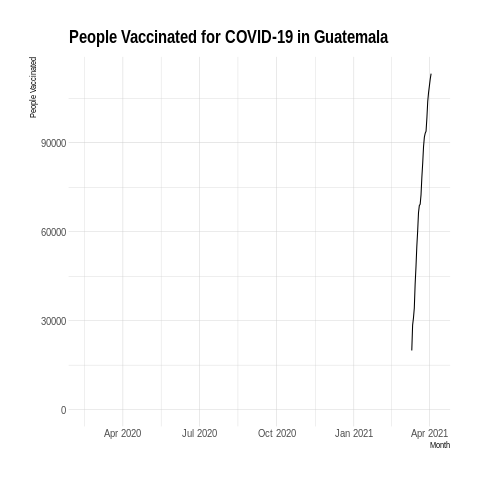 People Vaccinated for COVID-19 in Guatemala
People Vaccinated
90000
60000
30000
0
Apr 2020 Jul 2020 Oct 2020 Jan 2021 Apr 2021
Month